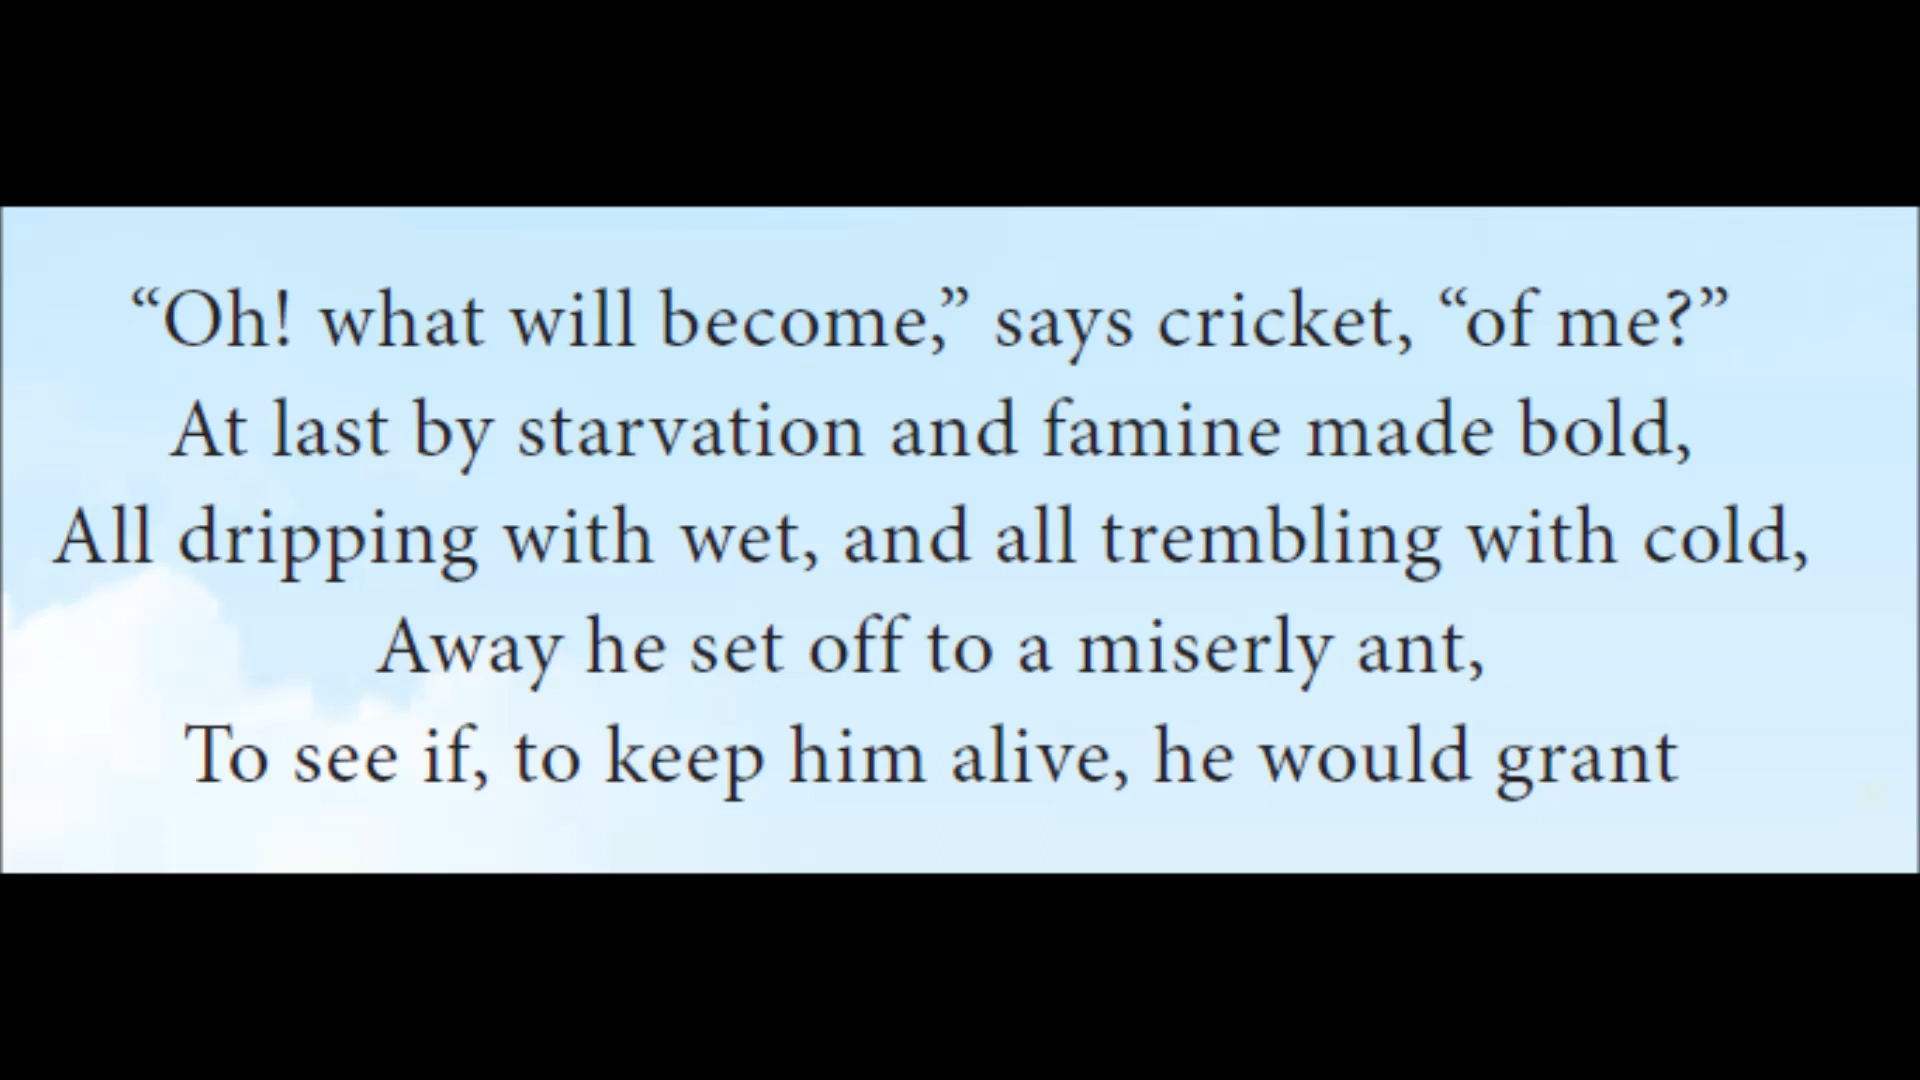 “Oh! what will become,” says cricket, “of me?”
At last by starvation and famine made bold,
All dripping with wet, and all trembling with cold,
Away he set off to a miserly ant,
To see if, to keep him alive, he would grant